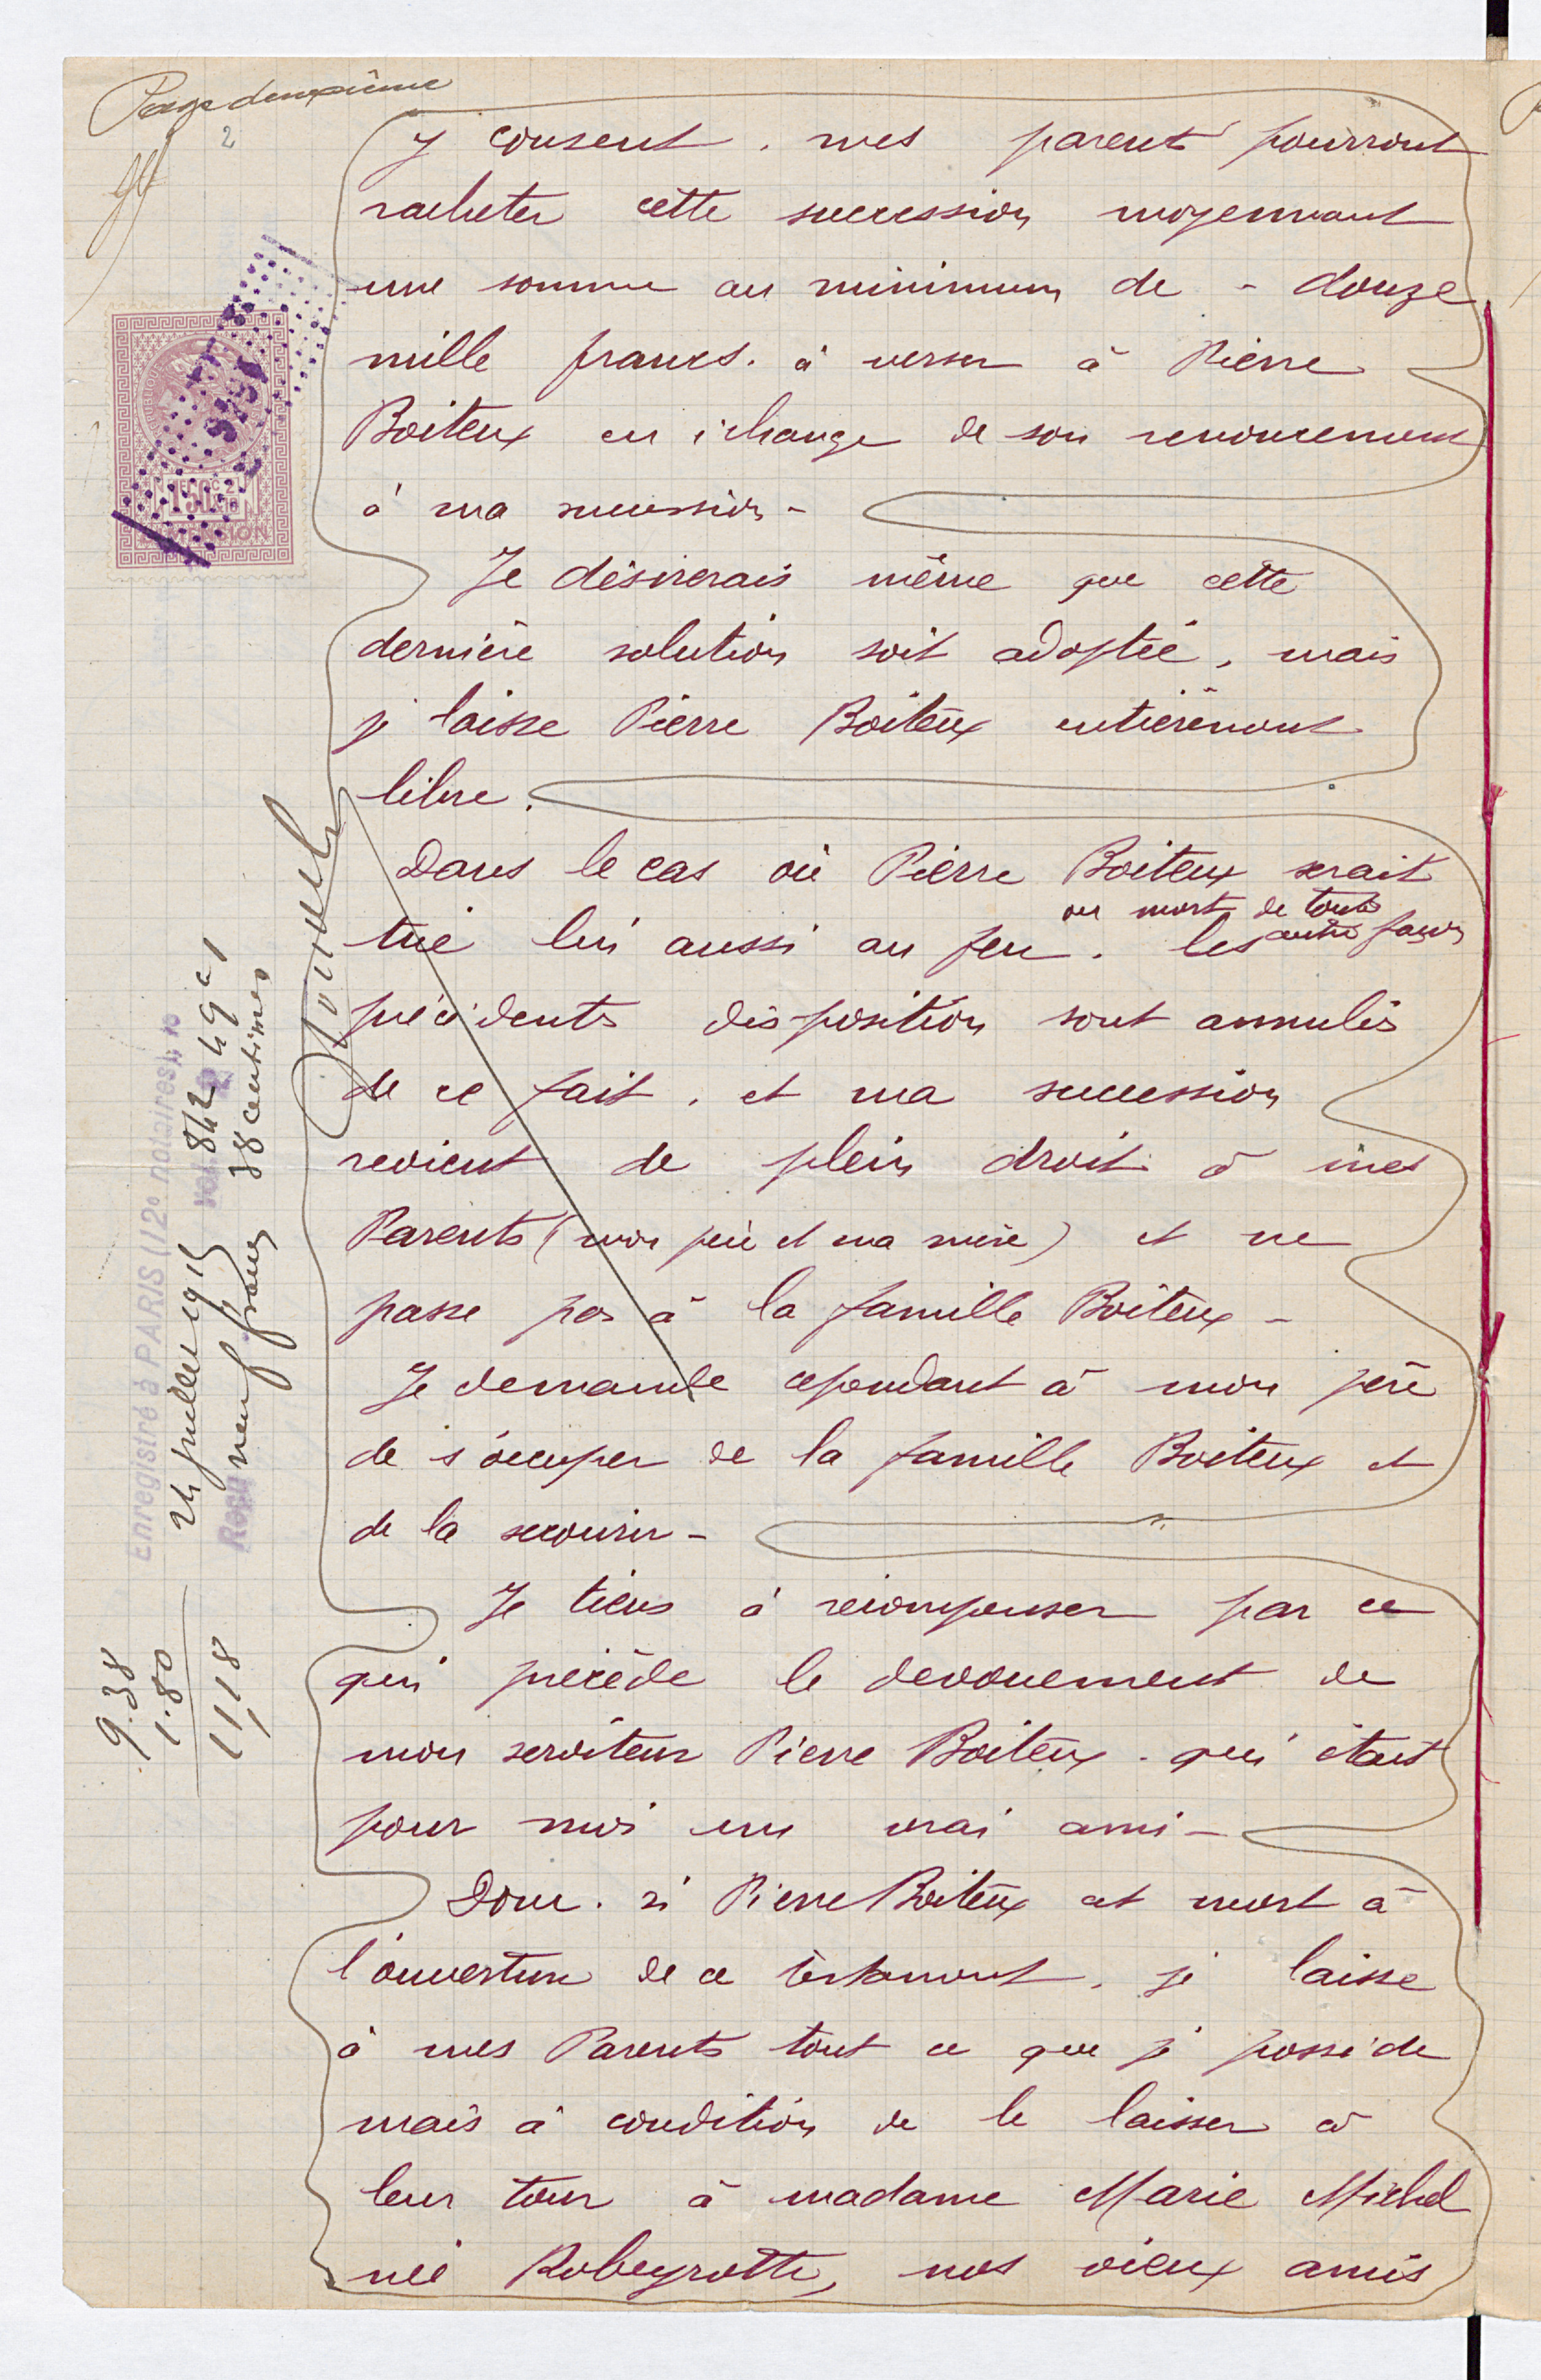 Page deuxième
2
y consent. mes parent pourront
racheter cette succession moyennant
une somme au minimum de - douze
mille francs. à verser à Pierre
Boiteux en échange de son renoncement
à ma succession -
Je désirerais même que cette
dernière solution soit adoptée, mais
je laisse Pierre Boiteux entièrement
libre.
Dans le cas où Pierre Boiteux serait
ou mort de toute
autre façon
tué lui aussi au feu. les
précédents disposition sont annulés
de ce fait, et ma succession
revient de plein droit à mes
Parents (mon père et ma mère) et ne
passe pas à la famille Boiteux -
Je demande cependant à mon père
de s'occuper de la famille Boiteux et
de la secourir -
Je tiens à récompenser par ce
qui précède le devouement de
mon serviteur Pierre Boiteux. qui était
pour moi un vrai ami -
Donc. si Pierre Boiteux est mort à
l'ouverture de ce testament, je laisse
à mes Parents tout ce que je possède
mais à condition de le laisser à
leur tour à madame Marie Michel
née Robeyrotte, nos vieux amis
Enregistré à PARIS (12e notaires)
24 juillet 1915 Vol 842 49
Reçu neuf francs 38 centimes
9.38
1.80
11,18